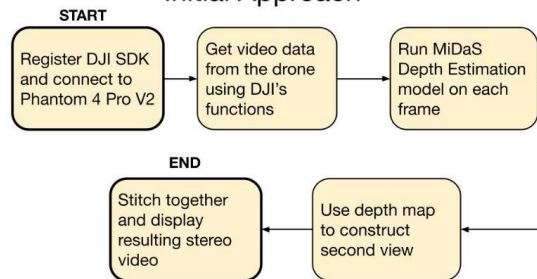 Initial Approach
START
Register DJI SDK
and connect to
Phantom 4 Pro V2
Get video data
from the drone
using DJI's
functions
Run MiDaS
Depth Estimation
model on each
frame
END
Stitch together
and display
resulting stereo
video
Use depth map
to construct
second view